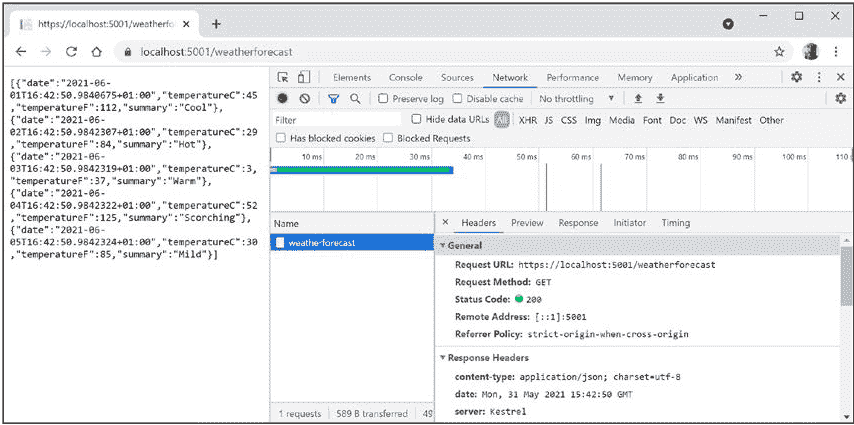 https://localhost:5001/weatherfo
localhost:5001/weatherforecast
[{"date":"2021-06-
01T16:42:50.9840675+01:00","temperatureC":45
,"temperatureF":112,"summary":"Cool"},
{"date":"2021-06-
02T16:42:50.9842307+01:00","temperatureC":29
,"temperatureF":84,"summary":"Hot"},
{"date":"2021-06-
03T16:42:50.9842319+01:00","temperatureC":3,
"temperatureF":37,"summary":"Warm"},
{"date":"2021-06-
04T16:42:50.9842322+01:00","temperatureC":52
,"temperatureF":125,"summary":"Scorching"},
{"date":"2021-06-
05T16:42:50.9842324+01:00","temperatureC":30
,"temperatureF":85,"summary":"Mild"}]
Elements Console Sources Network Performance Memory Application
Preserve log Disable cache No throttling
Filter Hide data URLs All XHR JS CSS Img Media Font Doc WS Manifest Other
Has blocked cookies Blocked Requests
10 ms 20 ms 30 ms 40 ms 50 ms 60 ms 70 ms 80 ms 90 ms 100 ms 110
Name
weatherforecast
1 requests 589 B transferred 49
Headers Preview Response Initiator Timing
General
Request URL: https://localhost:5001/weatherforecast
Request Method: GET
Status Code: 200
Remote Address: [::1]:5001
Referrer Policy: strict-origin-when-cross-origin
Response Headers
content-type: application/json; charset=utf-8
date: Mon, 31 May 2021 15:42:50 GMT
server: Kestrel